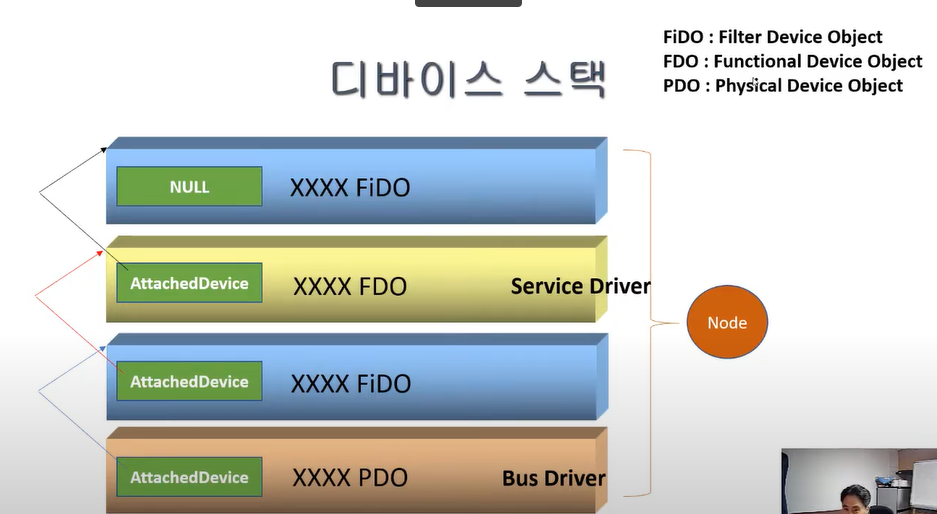 FiDO : Filter Device Object
FDO : Functional Device Object
PDO : Physical Device Object
디바이스 스택
NULL XXXX FiDO
AttachedDevice XXXX FDO Service Driver
Node
AttachedDevice XXXX FiDO
AttachedDevice XXXX PDO Bus Driver